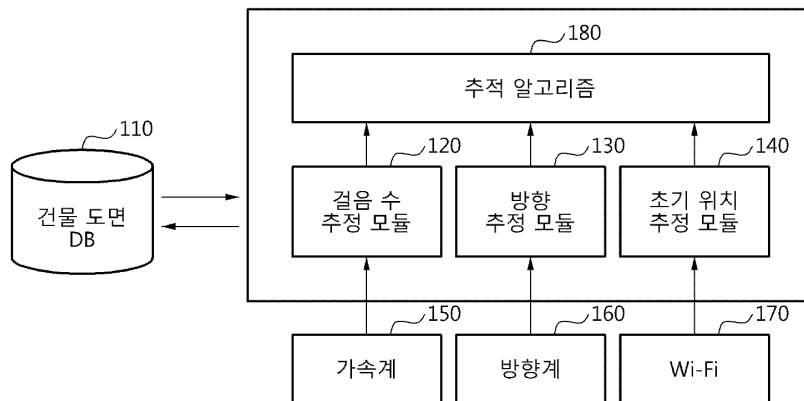 180
추적 알고리즘
110
건물 도면
DB
120
걸음 수
추정 모듈
130
방향
추정 모듈
140
초기 위치
추정 모듈
150
가속계
160
방향계
170
Wi-Fi